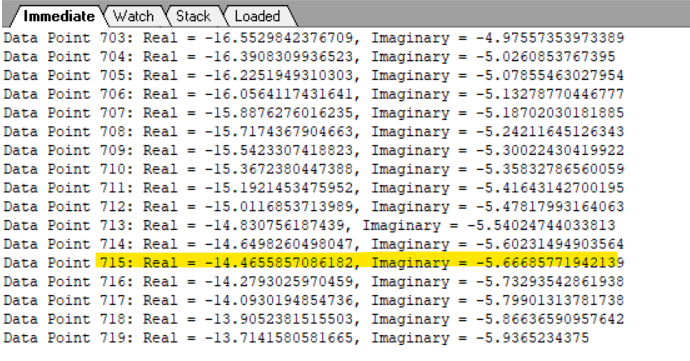 Immediate Watch Stack Loaded
Data Point 703: Real = -16.5529842376709, Imaginary = -4.97557353973389
Data Point 704: Real = -16.3908309936523, Imaginary = -5.0260853767395
Data Point 705: Real = -16.2251949310303, Imaginary = -5.07855463027954
Data Point 706: Real = -16.0564117431641, Imaginary = -5.13278770446777
Data Point 707: Real = -15.8876276016235, Imaginary = -5.18702030181885
Data Point 708: Real = -15.7174367904663, Imaginary = -5.24211645126343
Data Point 709: Real = -15.5423307418823, Imaginary = -5.30022430419922
Data Point 710: Real = -15.3672380447388, Imaginary = -5.35832786560059
Data Point 711: Real = -15.1921453475952, Imaginary = -5.41643142700195
Data Point 712: Real = -15.0116853713989, Imaginary = -5.47817993164063
Data Point 713: Real = -14.830756187439, Imaginary = -5.54024744033813
Data Point 714: Real = -14.6498260498047, Imaginary = -5.60231494903564
Data Point 715: Real = -14.4655857086182, Imaginary = -5.66685771942139
Data Point 716: Real = -14.2793025970459, Imaginary = -5.73293542861938
Data Point 717: Real = -14.0930194854736, Imaginary = -5.79901313781738
Data Point 718: Real = -13.9052381515503, Imaginary = -5.86636590957642
Data Point 719: Real = -13.7141580581665, Imaginary = -5.9365234375